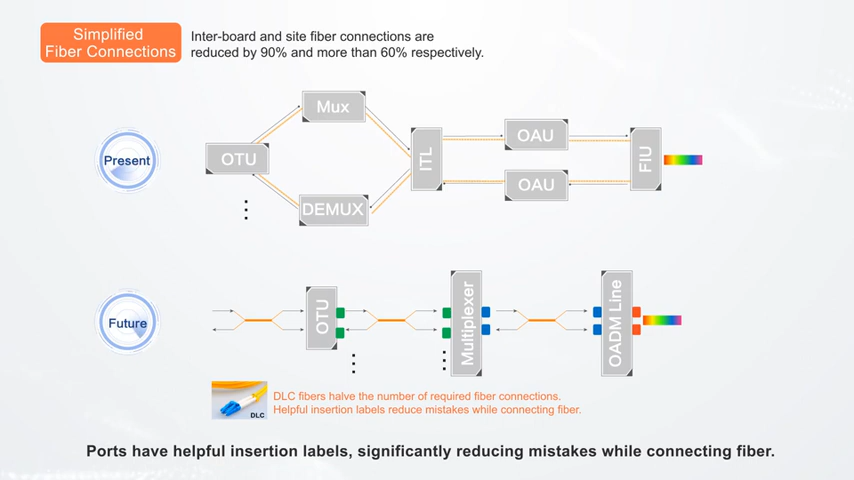 Simplified
Fiber Connections
Inter-board and site fiber connections are
reduced by 90% and more than 60% respectively.
Present
OTU
Mux
DEMUX
ITL
OAU
OAU
FIU
Future
OTU
Multiplexer
OADM Line
DLC
DLC fibers halve the number of required fiber connections.
Helpful insertion labels reduce mistakes while connecting fiber.
Ports have helpful insertion labels, significantly reducing mistakes while connecting fiber.